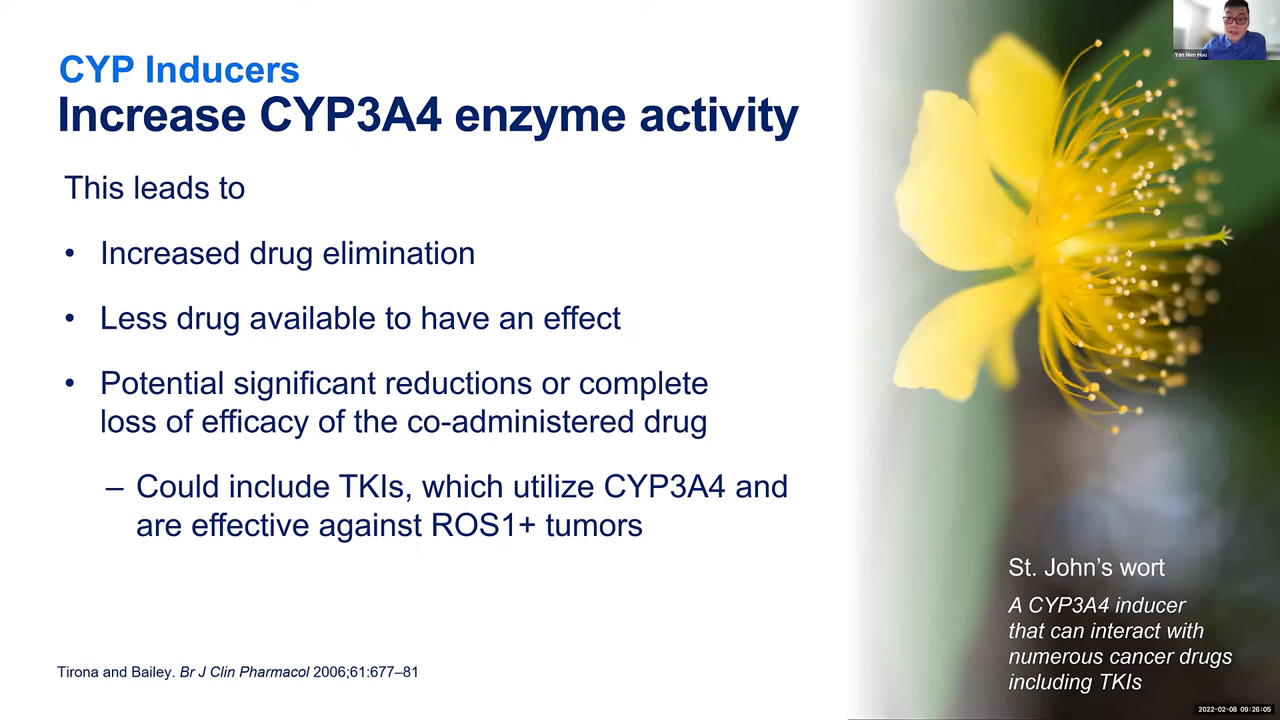 CYP Inducers
Increase CYP3A4 enzyme activity
This leads to
• Increased drug elimination
• Less drug available to have an effect
• Potential significant reductions or complete
loss of efficacy of the co-administered drug
– Could include TKIs, which utilize CYP3A4 and
are effective against ROS1+ tumors
Tirona and Bailey. Br J Clin Pharmacol 2006;61:677–81
Yen Nien Hou
St. John’s wort
A CYP3A4 inducer
that can interact with
numerous cancer drugs
including TKIs
2022-02-08 09:26:05